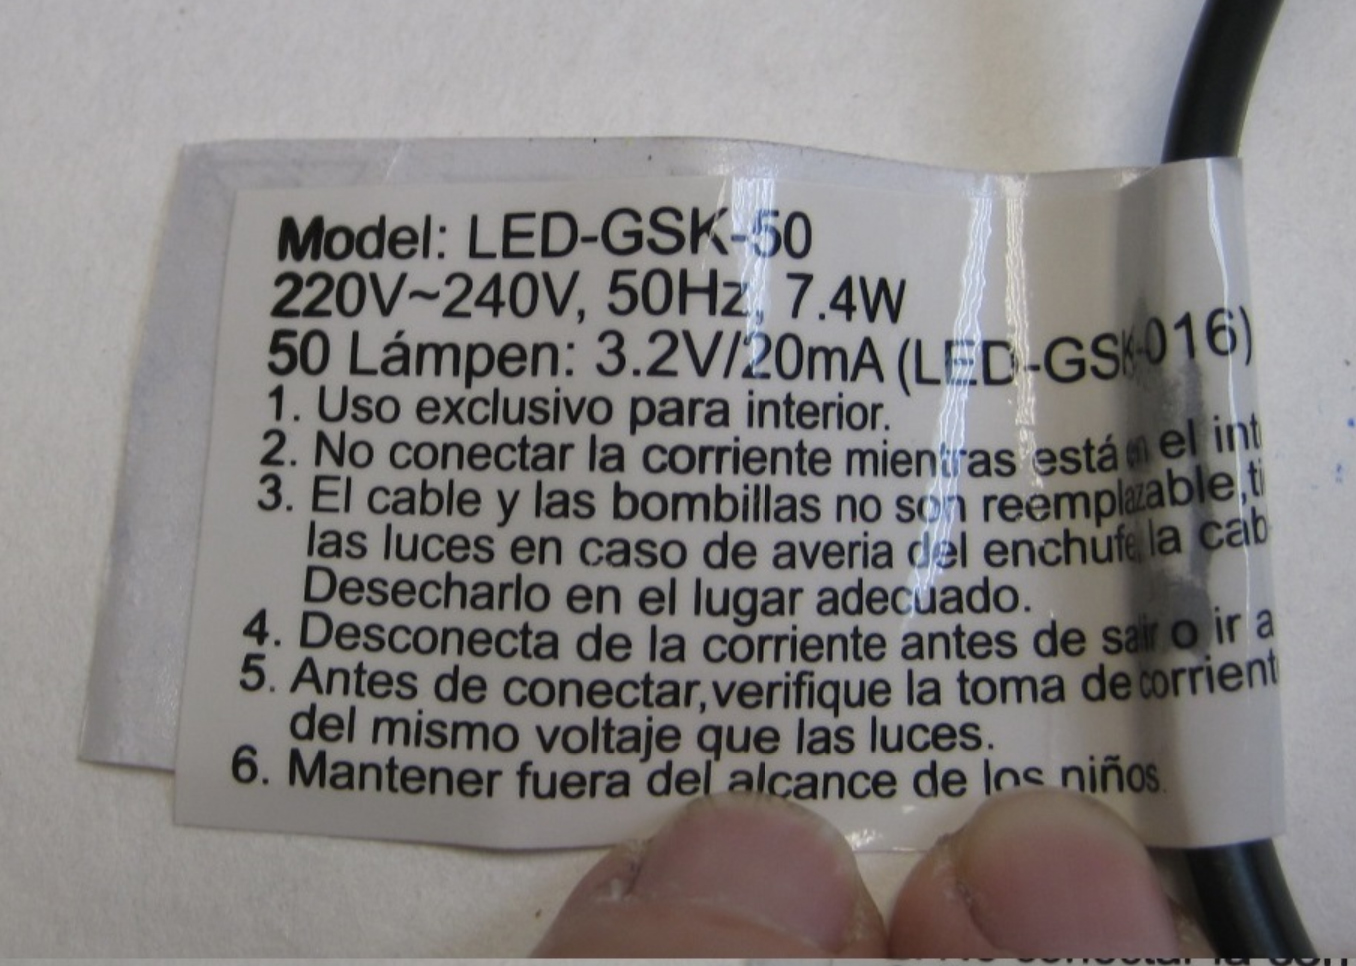 Model: LED-GSK-50
220V~240V, 50Hz, 7.4W
50 Lámpen: 3.2V/20mA (LED-GSK-016)
1. Uso exclusivo para interior.
2. No conectar la corriente mientras está en el
3. El cable y las bombillas no son reemplazable,
las luces en caso de averia del enchufe, la
Desecharlo en el lugar adecuado.
4. Desconecta de la corriente antes de salir o ir a
5. Antes de conectar,verifique la toma de
del mismo voltaje que las luces.
6. Mantener fuera del alcance de los niños.